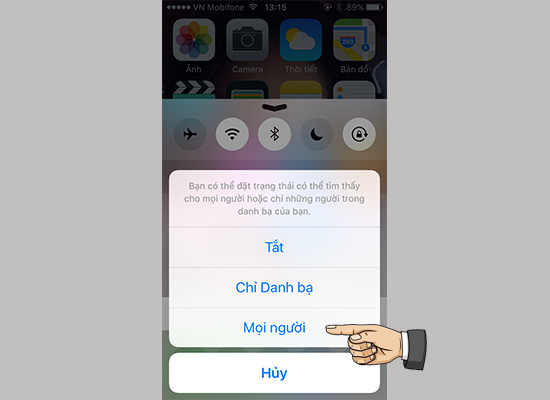 VN Mobifone 13:15 89%
Ảnh Camera Thời tiết Bản đồ
280
Bạn có thể đặt trạng thái có thể tìm thấy
cho mọi người hoặc chỉ những người trong
danh bạ của bạn.
Tắt
Chỉ Danh bạ
Mọi người
Hủy